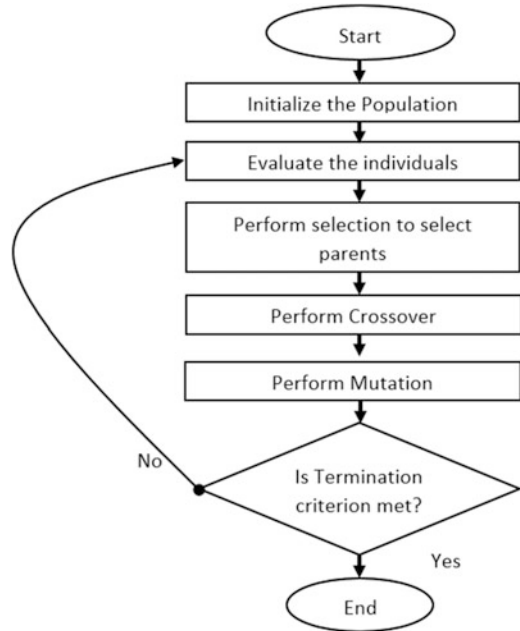 Start
Initialize the Population
Evaluate the individuals
Perform selection to select
parents
Perform Crossover
Perform Mutation
No
Is Termination
criterion met?
Yes
End